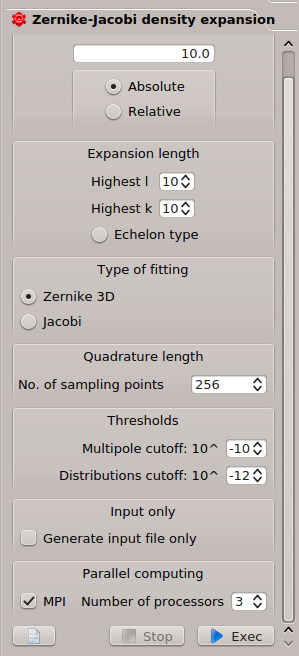 Zernike-Jacobi density expansion
10.0
Absolute
Relative
Expansion length
Highest l 10
Highest k 10
Echelon type
Type of fitting
Zernike 3D
Jacobi
Quadrature length
No. of sampling points 256
Thresholds
Multipole cutoff: 10^ -10
Distributions cutoff: 10^ -12
Input only
Generate input file only
Parallel computing
MPI Number of processors 3
Stop Exec